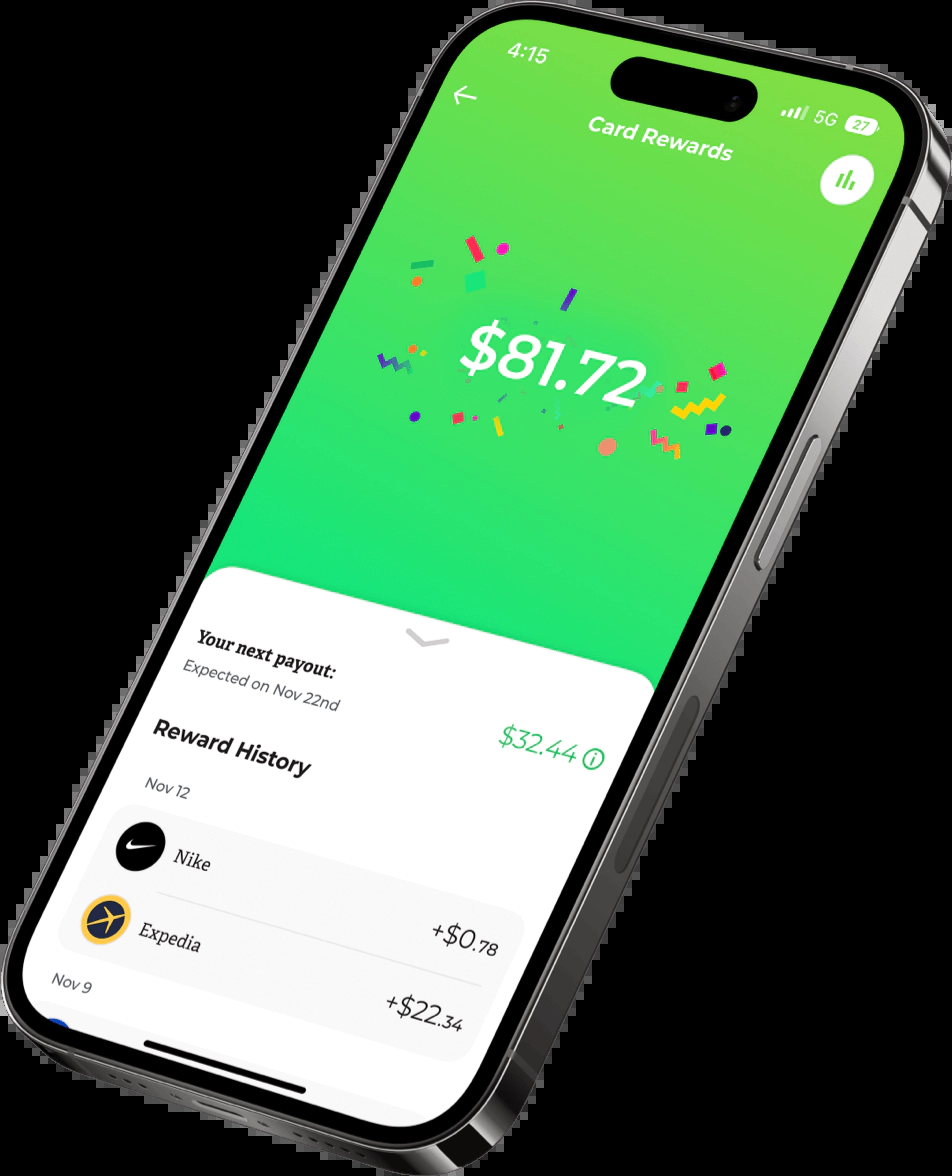 4:15
5G 27
Card Rewards
$81.72
Your next payout:
Expected on Nov 22nd
$32.44
Reward History
Nov 12
Nike
+$0.78
Expedia
+$22.34
Nov 9